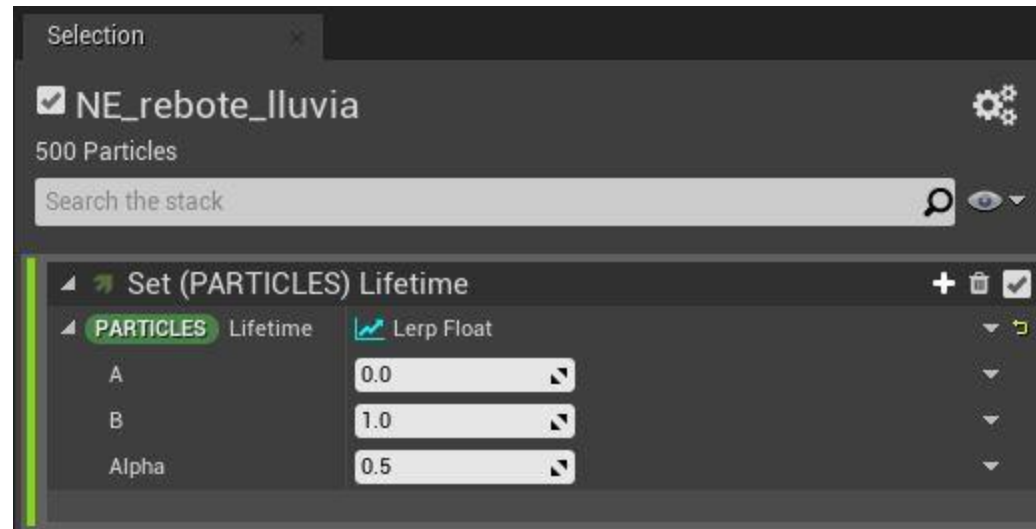 Selection
NE_rebote_lluvia
500 Particles
Search the stack
Set (PARTICLES) Lifetime
PARTICLES Lifetime Lerp Float
A 0.0
B 1.0
Alpha 0.5